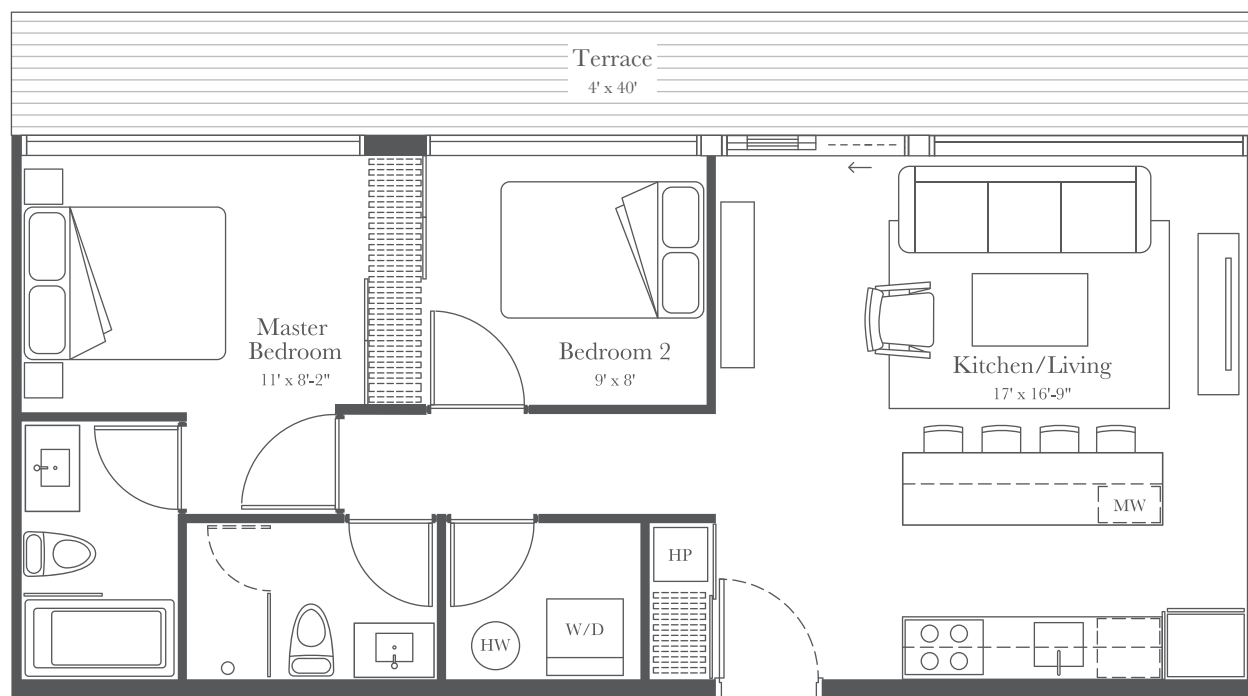 Terrace
4' x 40'
Master
Bedroom
11' x 8'-2"
Bedroom 2
9' x 8'
Kitchen/Living
17' x 16'-9"
MW
HP
HW
W/D